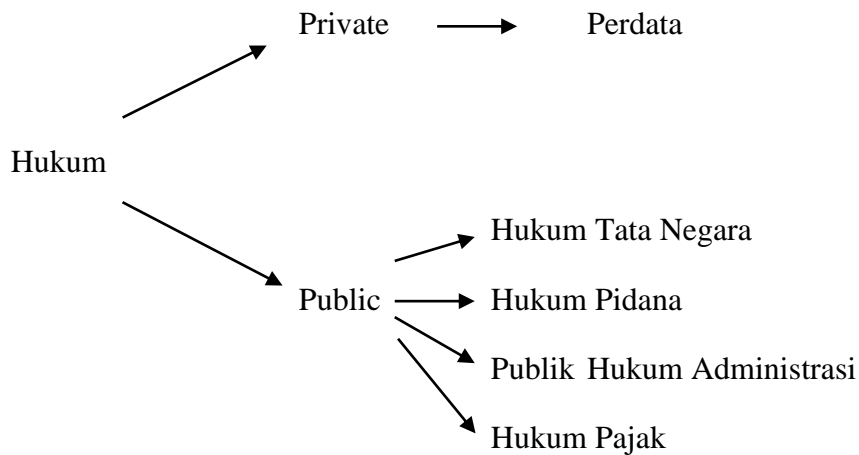 Private Perdata
Hukum
Hukum Tata Negara
Public Hukum Pidana
Publik Hukum Administrasi
Hukum Pajak